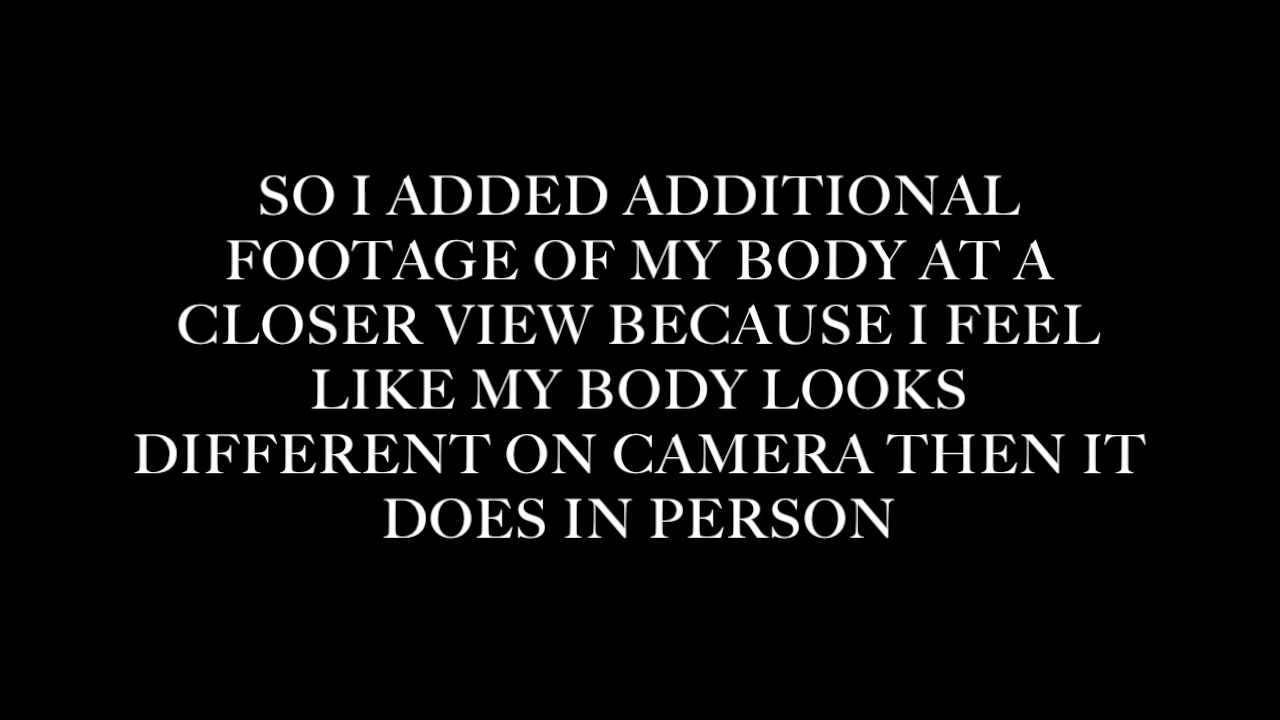 SO I ADDED ADDITIONAL
FOOTAGE OF MY BODY AT A
CLOSER VIEW BECAUSE I FEEL
LIKE MY BODY LOOKS
DIFFERENT ON CAMERA THEN IT
DOES IN PERSON